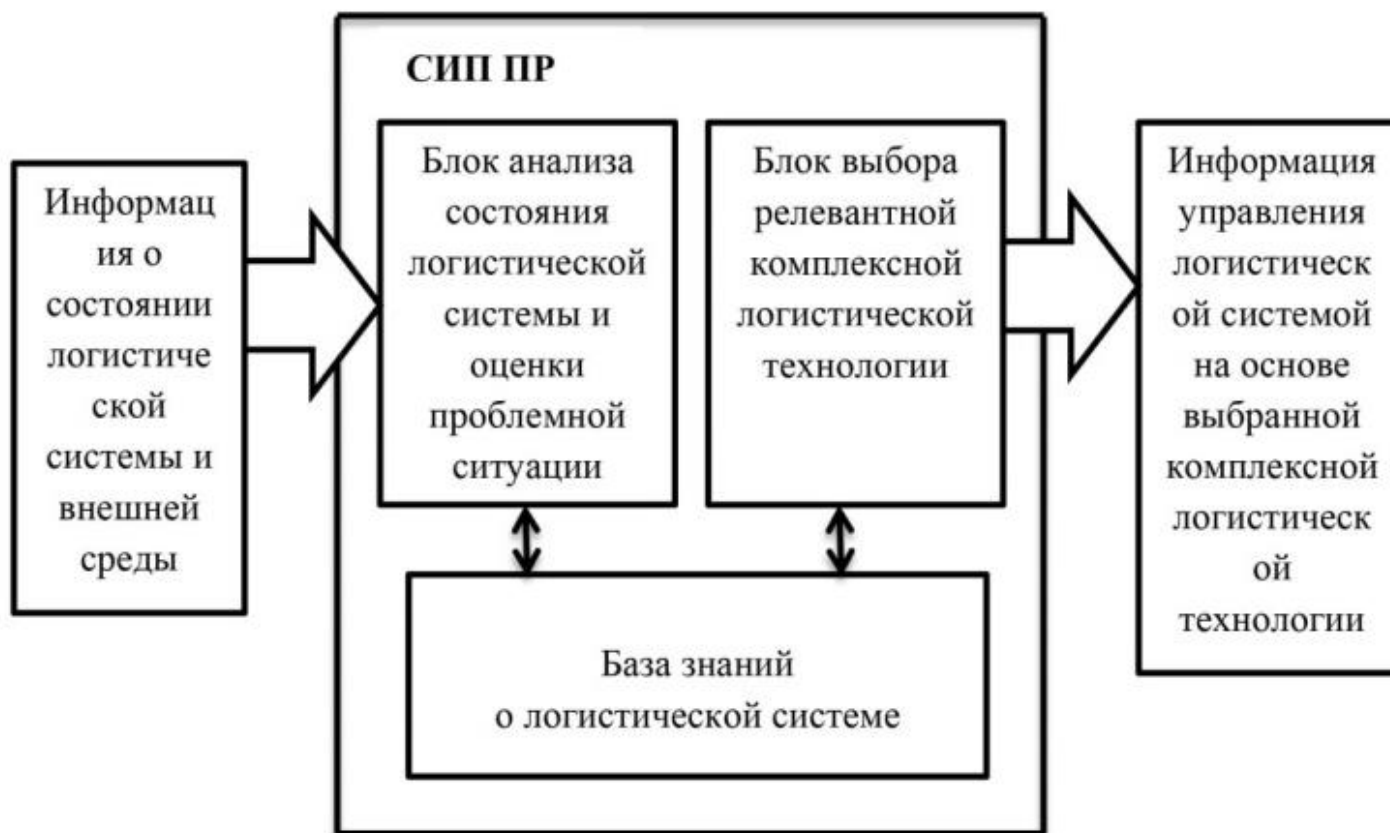 СИП ПР
Информац
ия о
состоянии
логистиче
ской
системы и
внешней
среды
Блок анализа
состояния
логистической
системы и
оценки
проблемной
ситуации
Блок выбора
релевантной
комплексной
логистической
технологии
Информация
управления
логистическ
ой системой
на основе
выбранной
комплексной
логистическ
ой
технологии
База знаний
о логистической системе